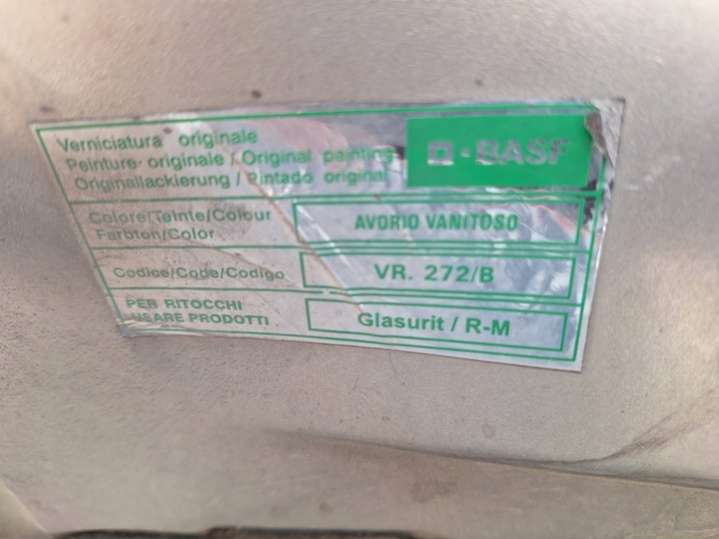 Verniciatura originale
Peinture originale / Original painting
Originallackierung / Pintado original
BASF
Colore/Teinte/Colour
Farbton/Color
AVORIO VANITOSO
Codice/Code/Codigo
VR. 272/B
PER RITOCCHI
USARE PRODOTTI
Glasurit / R-M